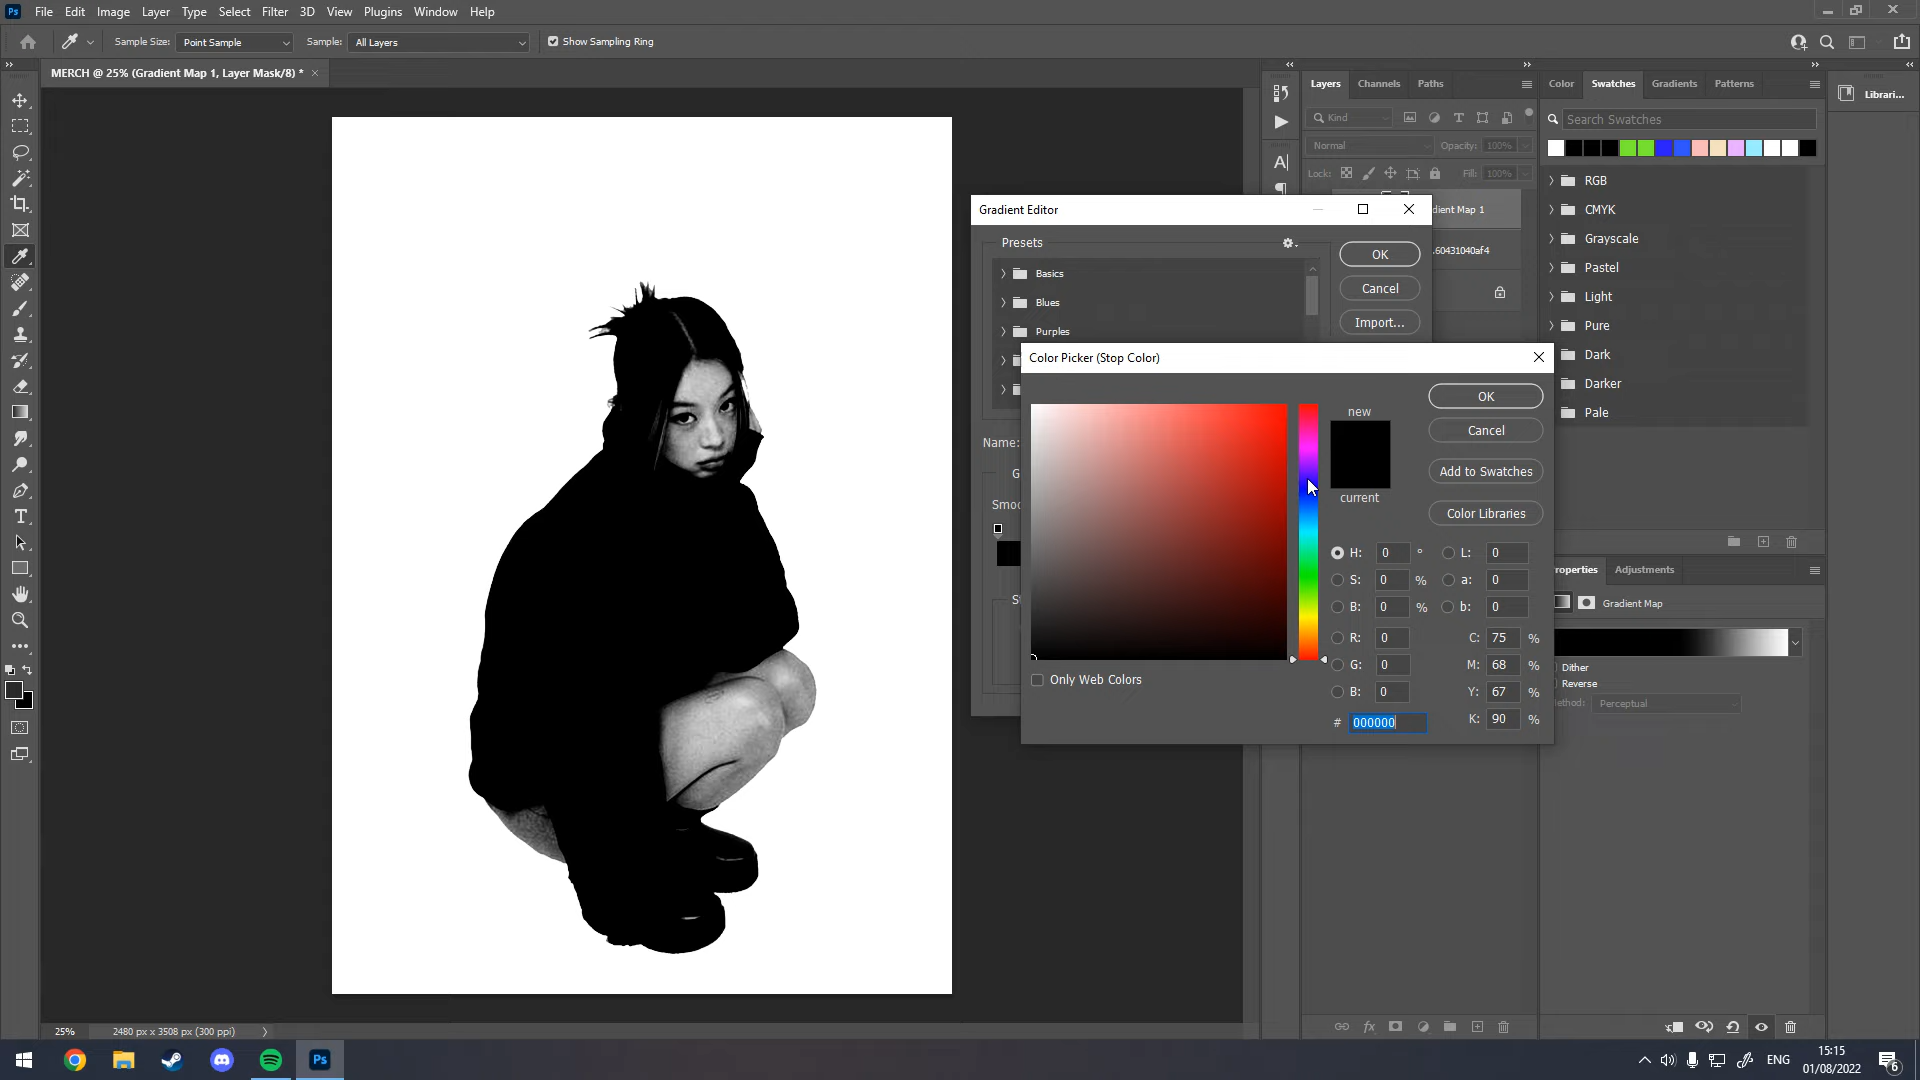 Ps File Edit Image Layer Type Select Filter 3D View Plugins Window Help
Sample Size: Point Sample Sample: All Layers Show Sampling Ring
MERCH @ 25% (Gradient Map 1, Layer Mask/8) * ×
Layers Channels Paths
Kind
Normal Opacity: 100%
Lock: Fill: 100%
dient Map 1
.60431040af4
Color Swatches Gradients Patterns
Search Swatches
RGB
CMYK
Grayscale
Pastel
Light
Pure
Dark
Darker
Pale
Librari...
Gradient Editor
Presets
Basics
Blues
Purples
OK
Cancel
Import...
Name:
G
Smoo
S
Color Picker (Stop Color)
new
current
OK
Cancel
Add to Swatches
Color Libraries
H: 0 ° L: 0
S: 0 % a: 0
B: 0 % b: 0
R: 0 C: 75 %
G: 0 M: 68 %
B: 0 Y: 67 %
# 000000 K: 90 %
Only Web Colors
roperties Adjustments
Gradient Map
Dither
Reverse
ethod: Perceptual
25% 2480 px x 3508 px (300 ppi)
ENG
15:15
01/08/2022
6